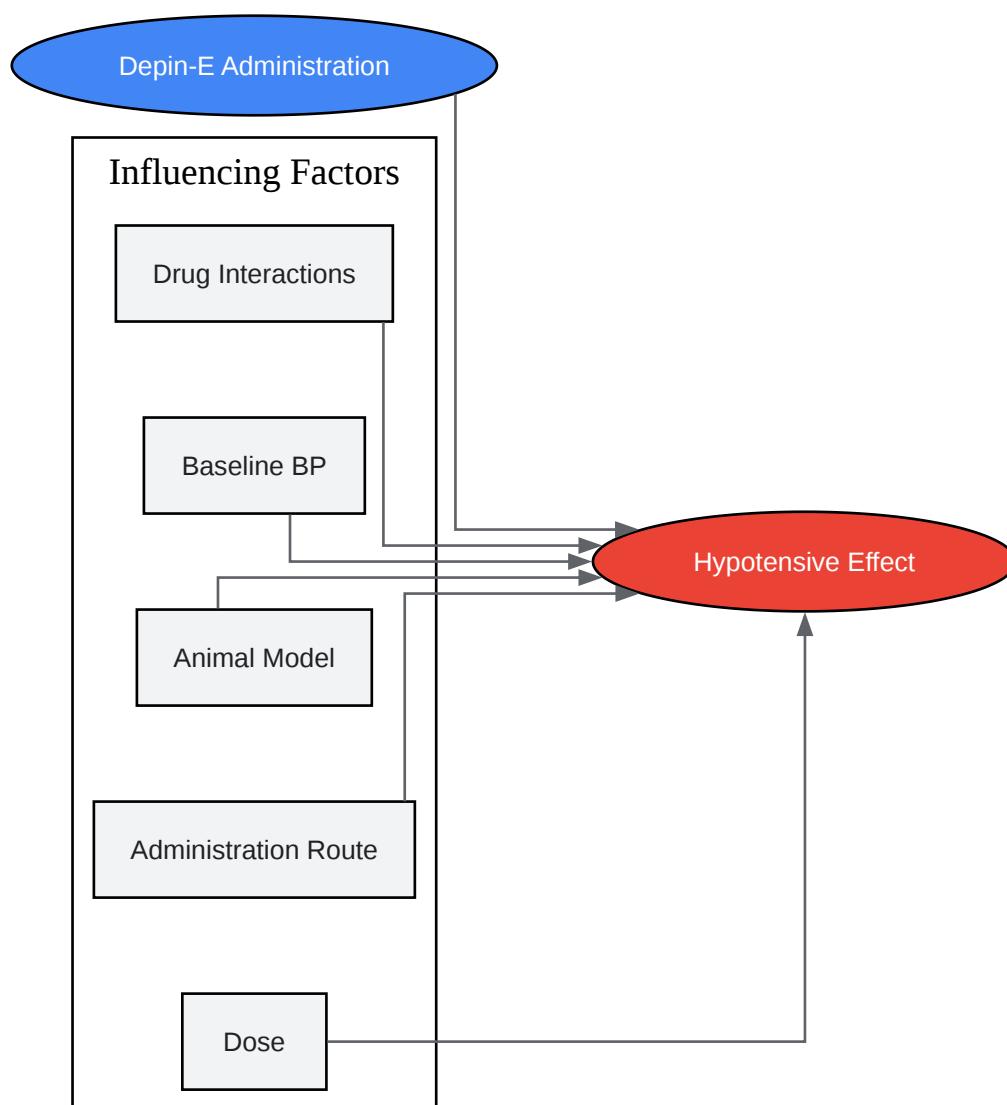 Depin-E Administration
Influencing Factors
Drug Interactions
Baseline BP
Hypotensive Effect
Animal Model
Administration Route
Dose